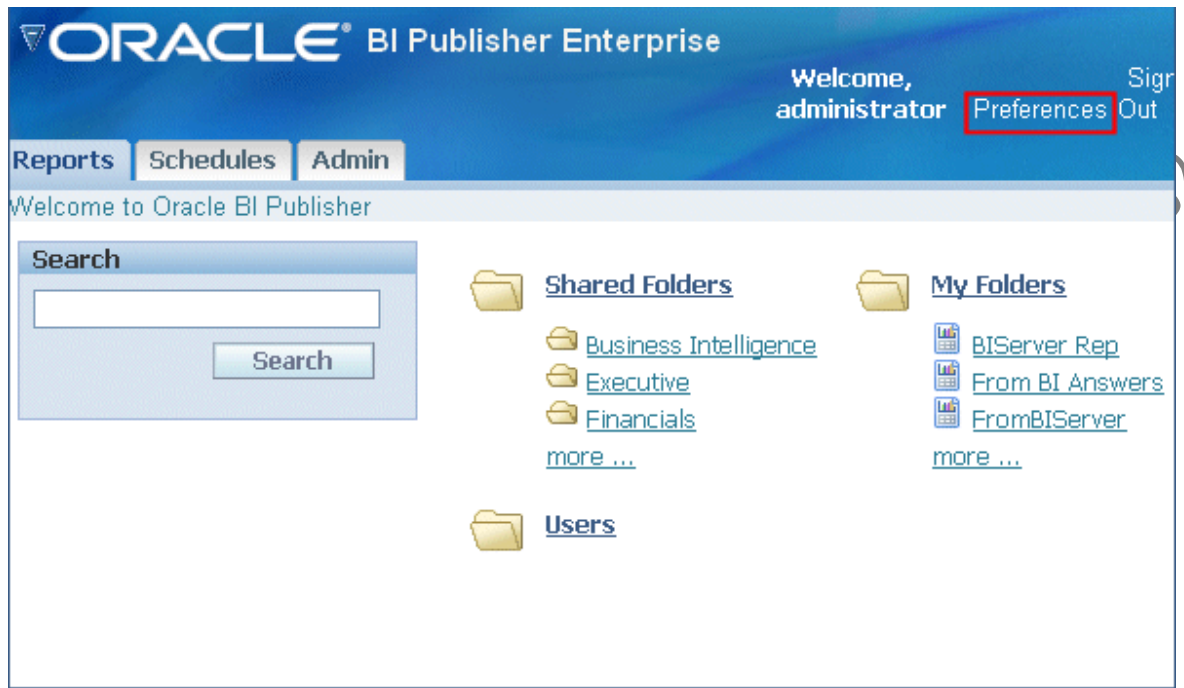 ORACLE BI Publisher Enterprise
Welcome, administrator
Preferences
Sign Out
Reports
Schedules
Admin
Welcome to Oracle BI Publisher
Search
Search
Shared Folders
Business Intelligence
Executive
Financials
more ...
My Folders
BIServer Rep
From BI Answers
FromBIServer
more ...
Users